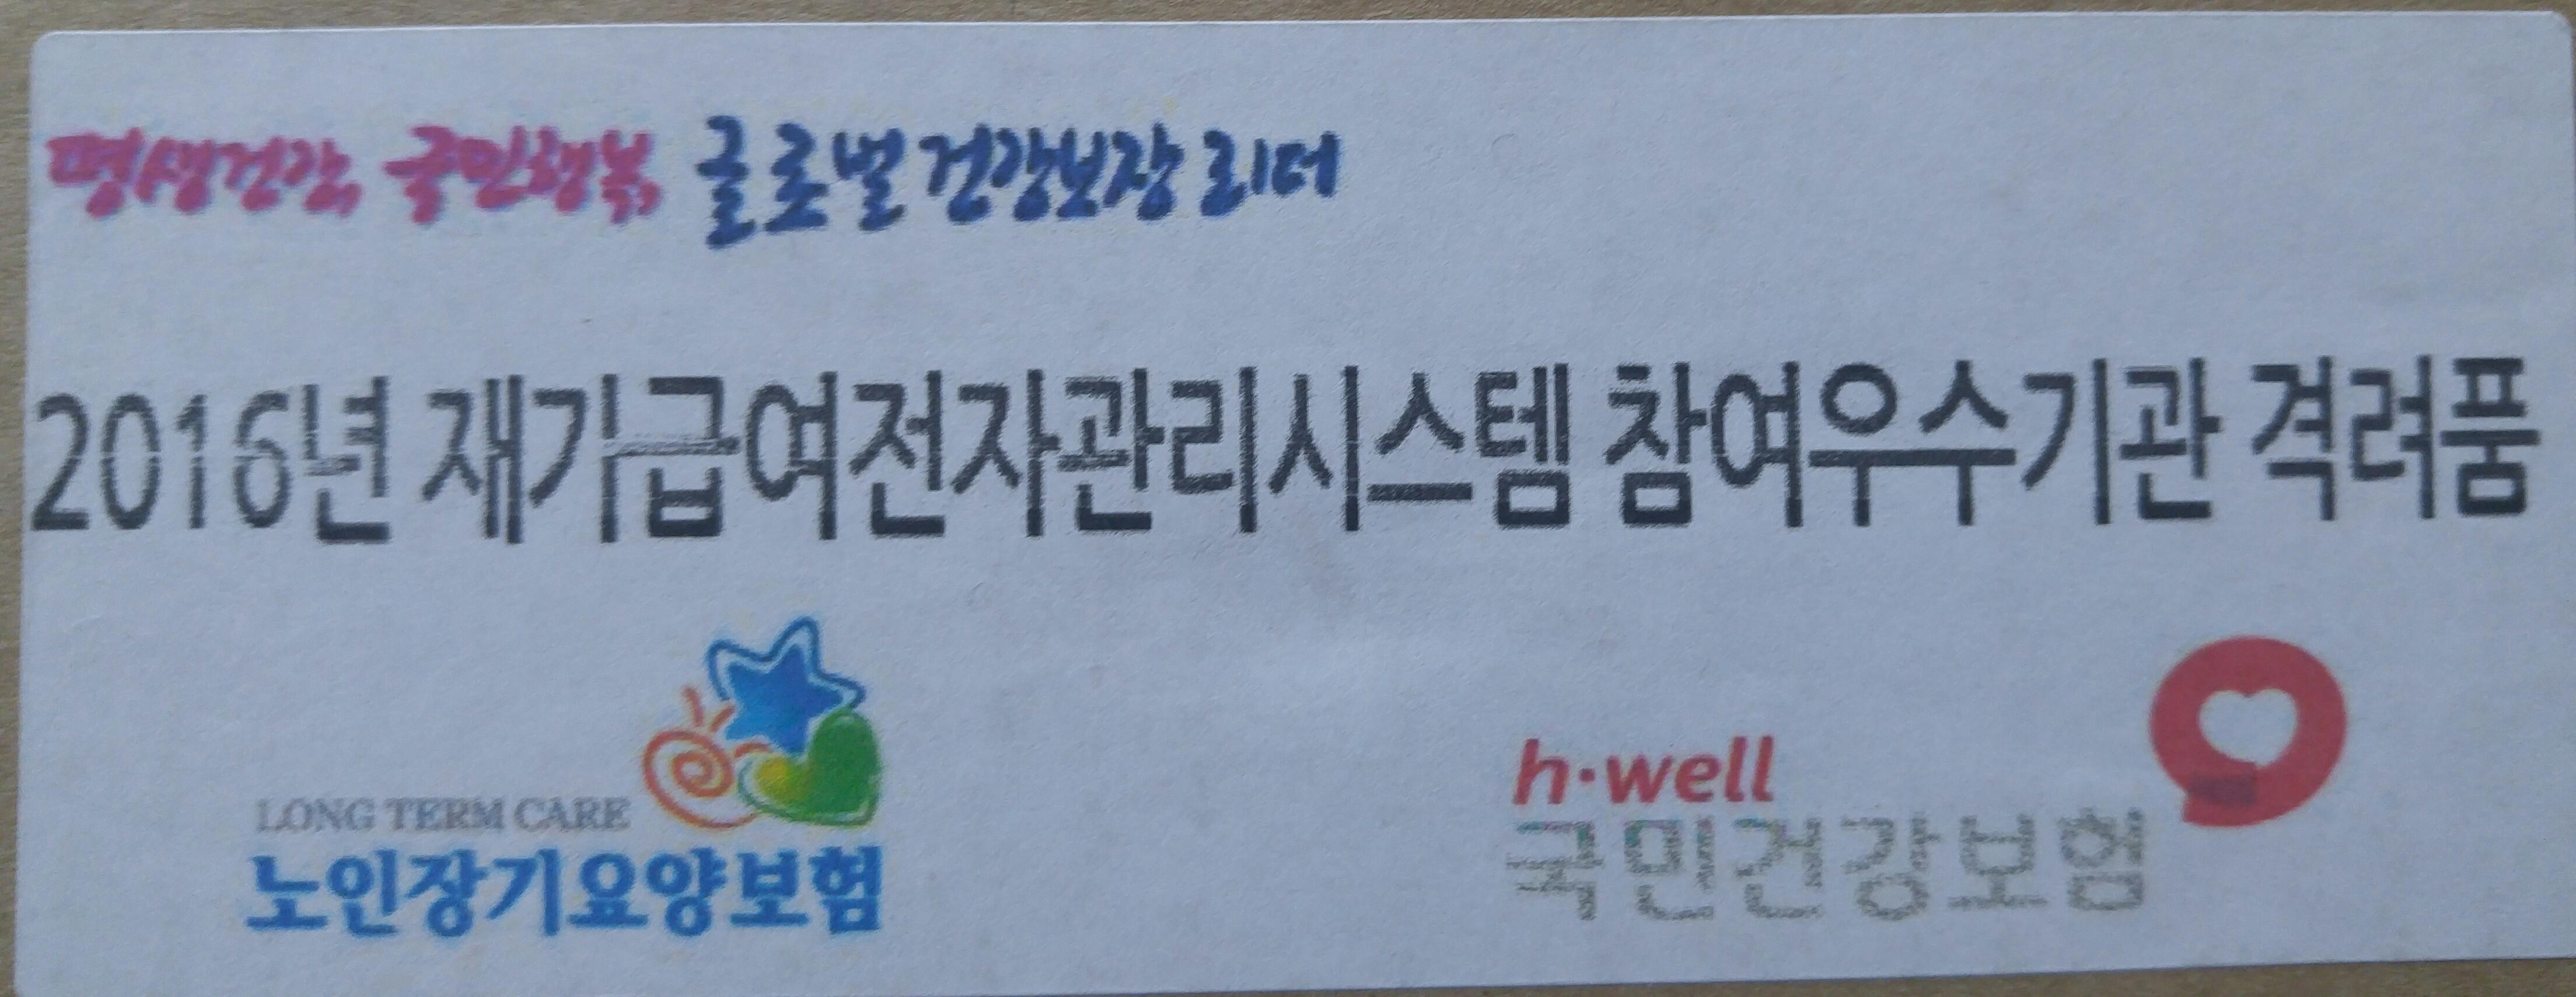 평생건강, 국민행복, 글로벌 건강보장 리더
2016년 재가급여전자관리시스템 참여우수기관 격려품
LONG TERM CARE
노인장기요양보험
h·well
국민건강보험